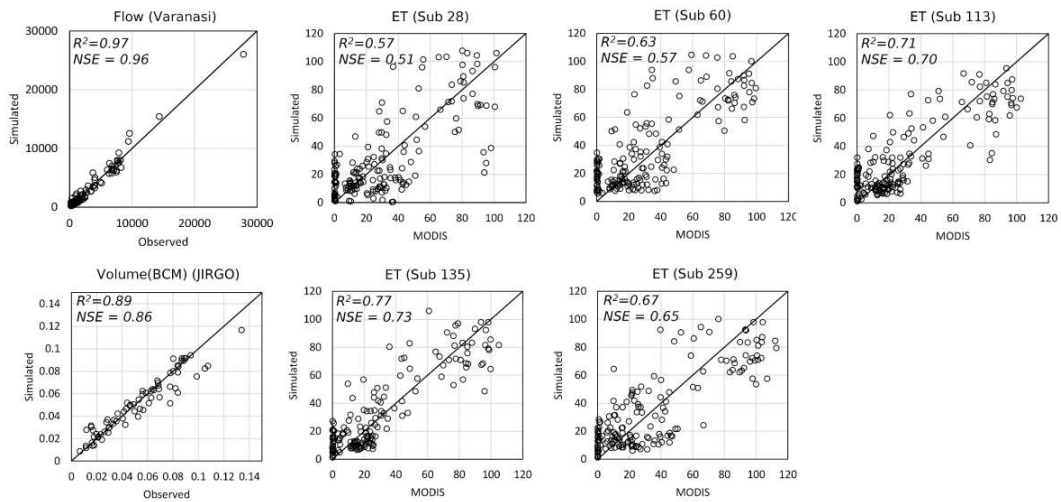 Flow (Varanasi)
R²=0.97
NSE = 0.96
30000
20000
10000
0
Simulated
0 10000 20000 30000
Observed
ET (Sub 28)
R²=0.57
NSE = 0.51
120
100
80
60
40
20
0
Simulated
0 20 40 60 80 100 120
MODIS
ET (Sub 60)
R²=0.63
NSE = 0.57
120
100
80
60
40
20
0
Simulated
0 20 40 60 80 100 120
MODIS
ET (Sub 113)
R²=0.71
NSE = 0.70
120
100
80
60
40
20
0
Simulated
0 20 40 60 80 100 120
MODIS
Volume(BCM) (JIRGO)
R²=0.89
NSE = 0.86
0.14
0.12
0.1
0.08
0.06
0.04
0.02
0
Simulated
0 0.02 0.04 0.06 0.08 0.1 0.12 0.14
Observed
ET (Sub 135)
R²=0.77
NSE = 0.73
120
100
80
60
40
20
0
Simulated
0 20 40 60 80 100 120
MODIS
ET (Sub 259)
R²=0.67
NSE = 0.65
120
100
80
60
40
20
0
Simulated
0 20 40 60 80 100 120
MODIS